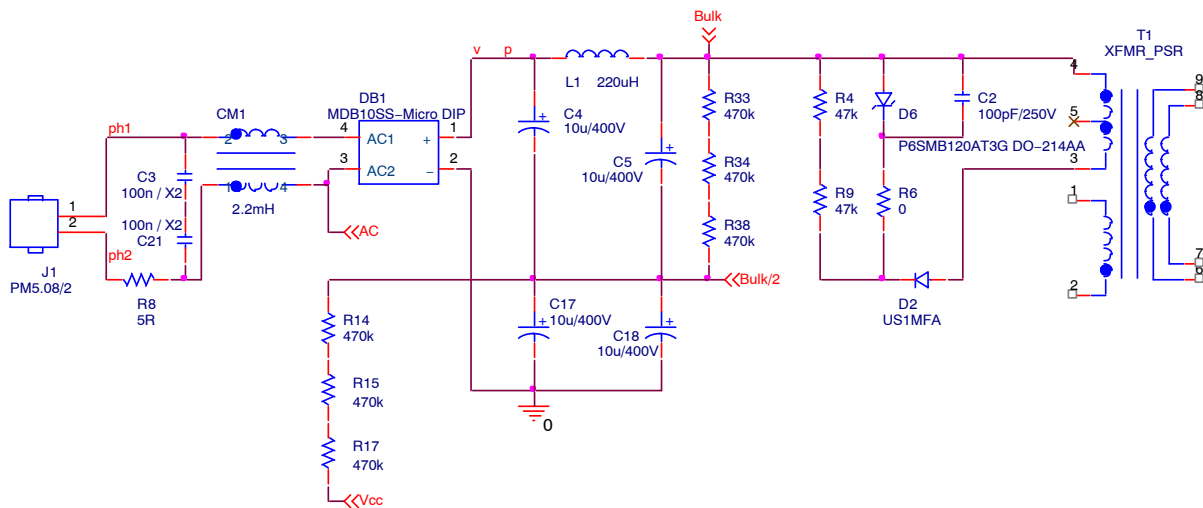 Bulk
T1
XFMR_PSR
v p
L1 220uH
4
5
3
1
2
9
8
7
6
DB1
MDB10SS-Micro DIP
CM1
2 3
1 4
2.2mH
4 AC1 + 1
3 AC2 - 2
ph1
C3
100n / X2
100n / X2
C21
ph2
1
2
J1
PM5.08/2
R8
5R
AC
C4
10u/400V
C5
10u/400V
R33
470k
R34
470k
R38
470k
R4
47k
R9
47k
D6
P6SMB120AT3G DO-214AA
C2
100pF/250V
R6
0
D2
US1MFA
Bulk/2
C17
10u/400V
C18
10u/400V
R14
470k
R15
470k
R17
470k
Vcc
0